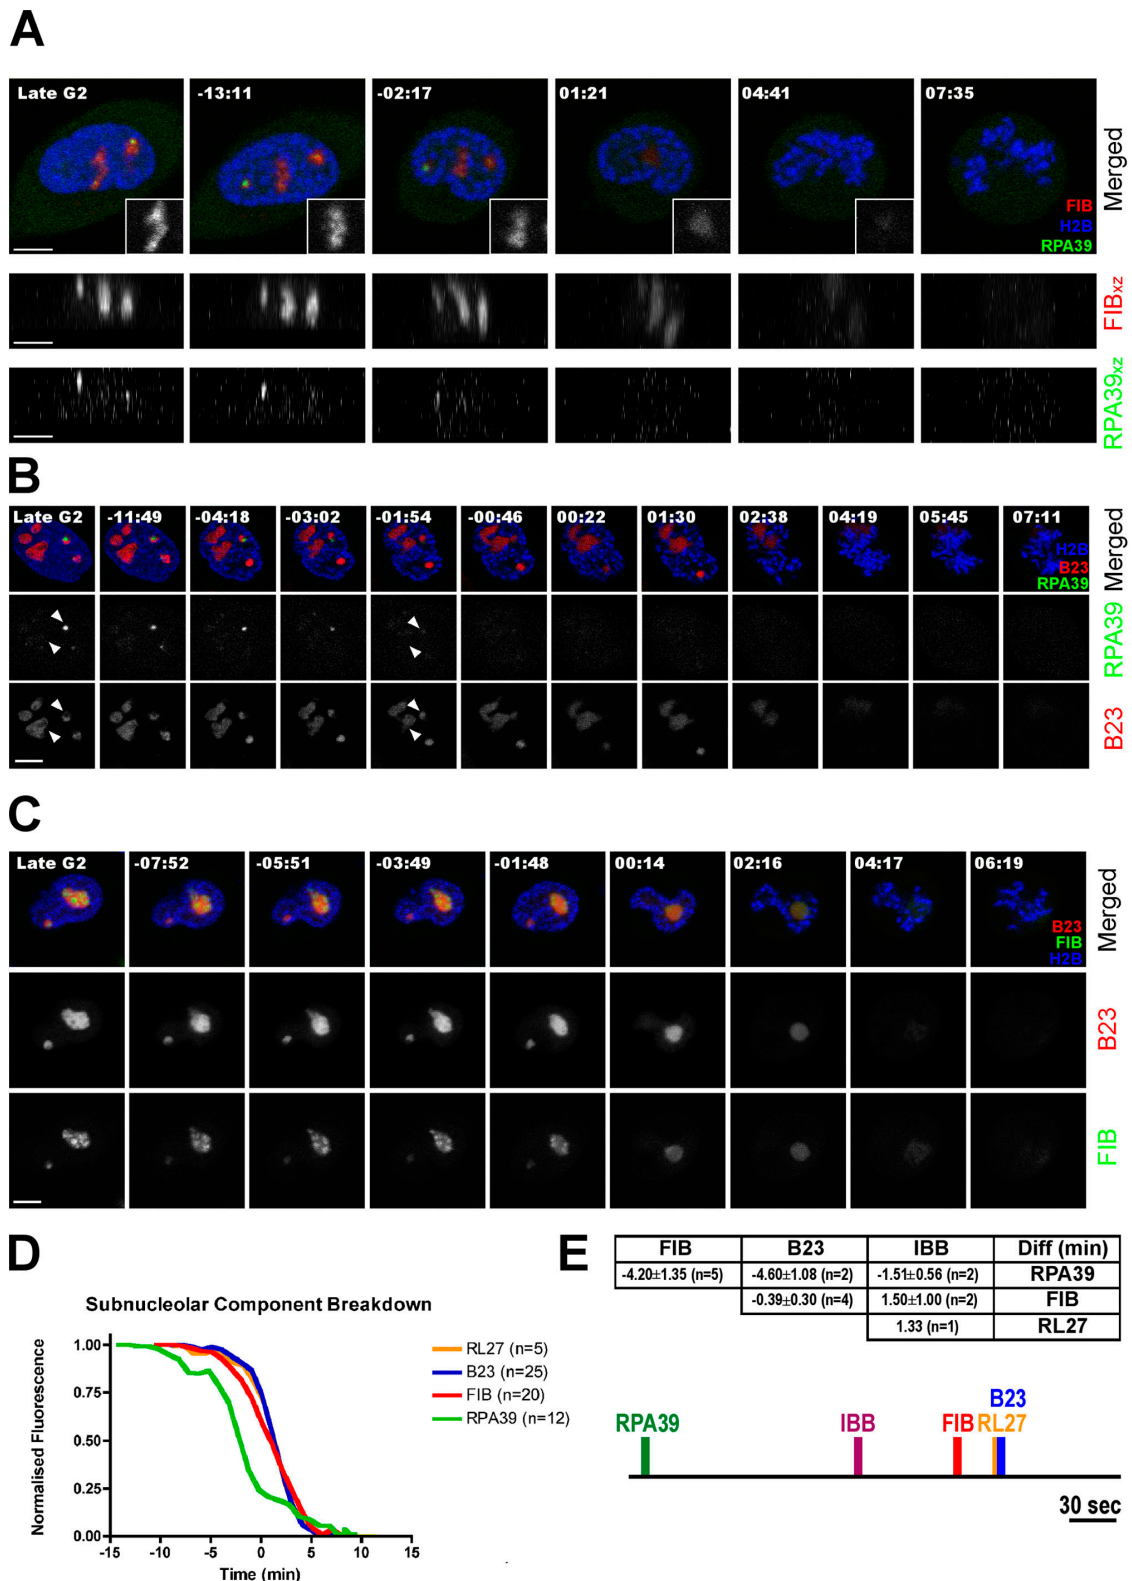 A
Late G2 -13:11 -02:17 01:21 04:41 07:35
FIB
H2B
RPA39
Merged
FIBxz
RPA39xz
B
Late G2 -11:49 -04:18 -03:02 -01:54 -00:46 00:22 01:30 02:38 04:19 05:45 07:11
H2B
B23
RPA39
Merged
RPA39
B23
C
Late G2 -07:52 -05:51 -03:49 -01:48 00:14 02:16 04:17 06:19
B23
FIB
H2B
Merged
B23
FIB
D
Subnucleolar Component Breakdown
Normalised Fluorescence
1.00
0.75
0.50
0.25
0.00
-15 -10 -5 0 5 10 15
Time (min)
RL27 (n=5)
B23 (n=25)
FIB (n=20)
RPA39 (n=12)
E
FIB B23 IBB Diff (min)
-4.20±1.35 (n=5) -4.60±1.08 (n=2) -1.51±0.56 (n=2) RPA39
-0.39±0.30 (n=4) 1.50±1.00 (n=2) FIB
1.33 (n=1) RL27
B23
RPA39 IBB FIB RL27
30 sec